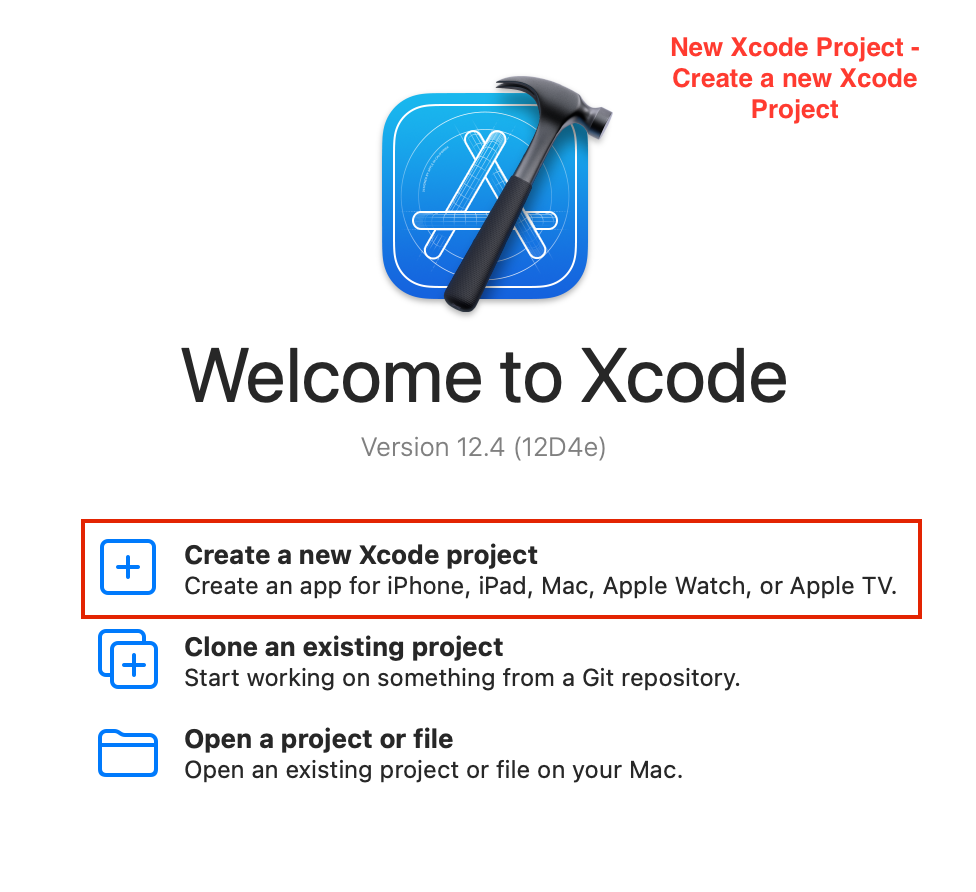 New Xcode Project -
Create a new Xcode
Project
Welcome to Xcode
Version 12.4 (12D4e)
Create a new Xcode project
Create an app for iPhone, iPad, Mac, Apple Watch, or Apple TV.
Clone an existing project
Start working on something from a Git repository.
Open a project or file
Open an existing project or file on your Mac.